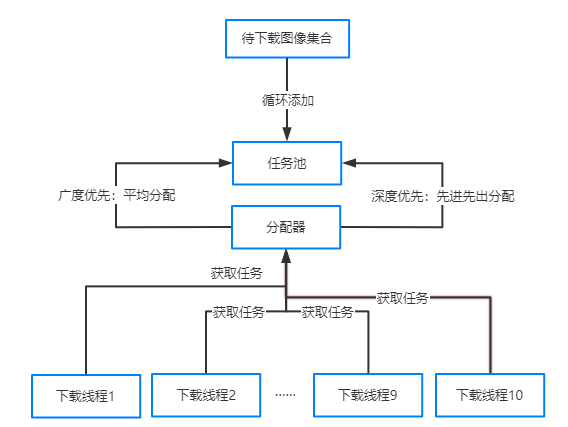 待下载图像集合
循环添加
任务池
广度优先：平均分配
深度优先：先进先出分配
分配器
获取任务
获取任务
获取任务
获取任务
下载线程1
下载线程2
……
下载线程9
下载线程10